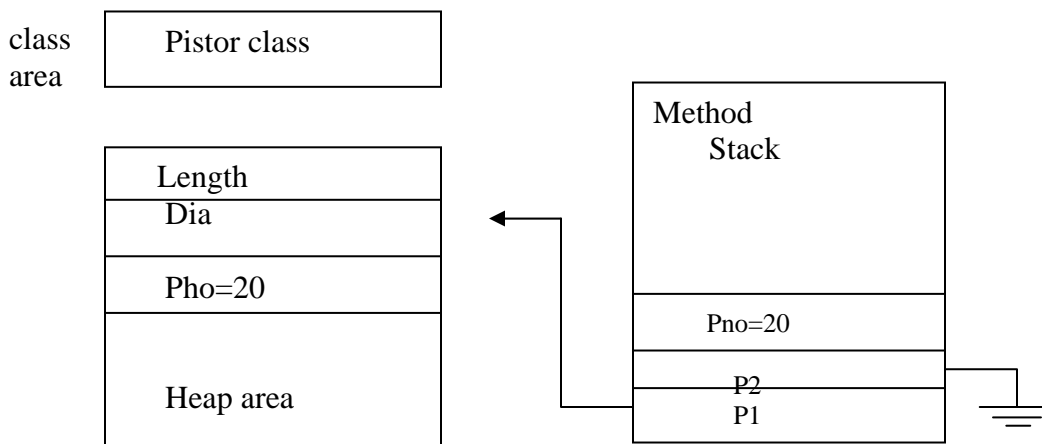 class
area
Pistor class
Length
Dia
Pho=20
Heap area
Method
Stack
Pno=20
P2
P1